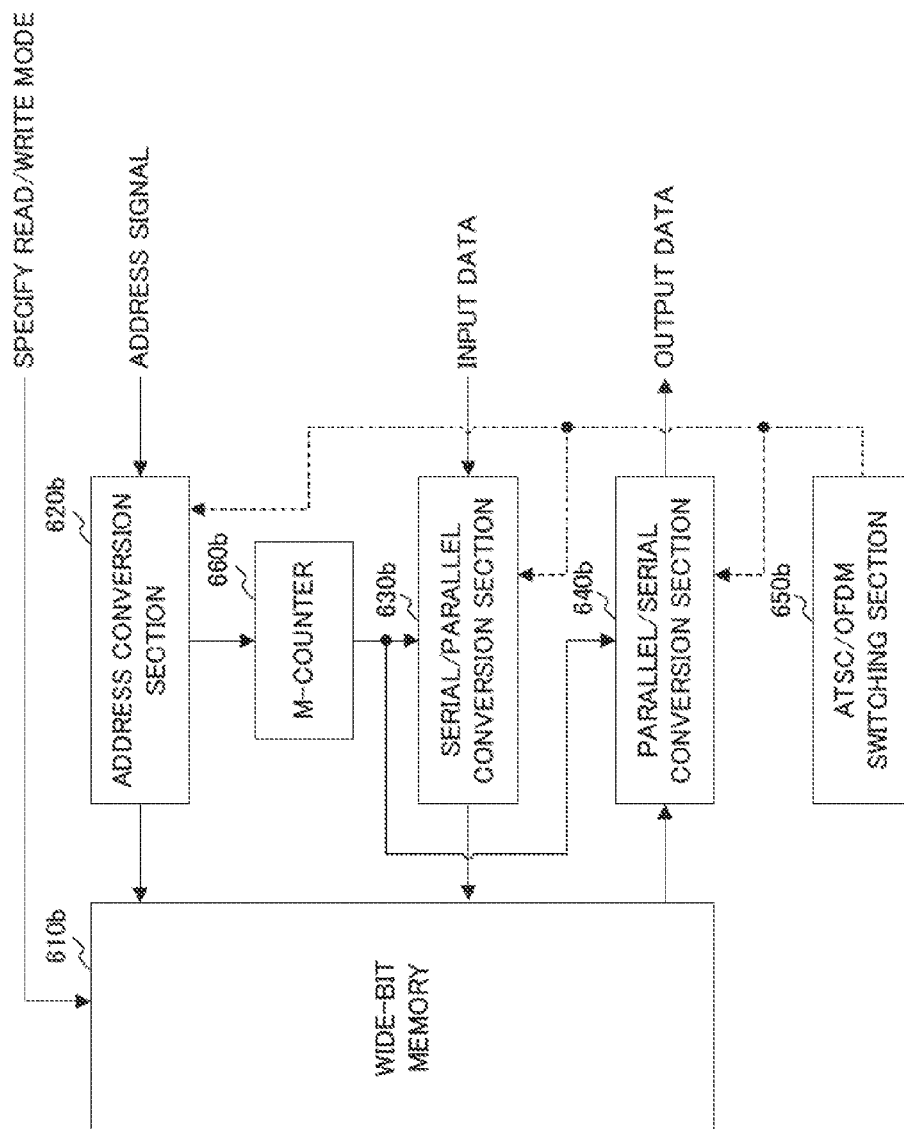 SPECIFY READ/WRITE MODE
ADDRESS SIGNAL
INPUT DATA
OUTPUT DATA
620b
ADDRESS CONVERSION
SECTION
660b
M-COUNTER
630b
SERIAL/PARALLEL
CONVERSION SECTION
640b
PARALLEL/SERIAL
CONVERSION SECTION
650b
ATSC/OFDM
SWITCHING SECTION
610b
WIDE-BIT
MEMORY